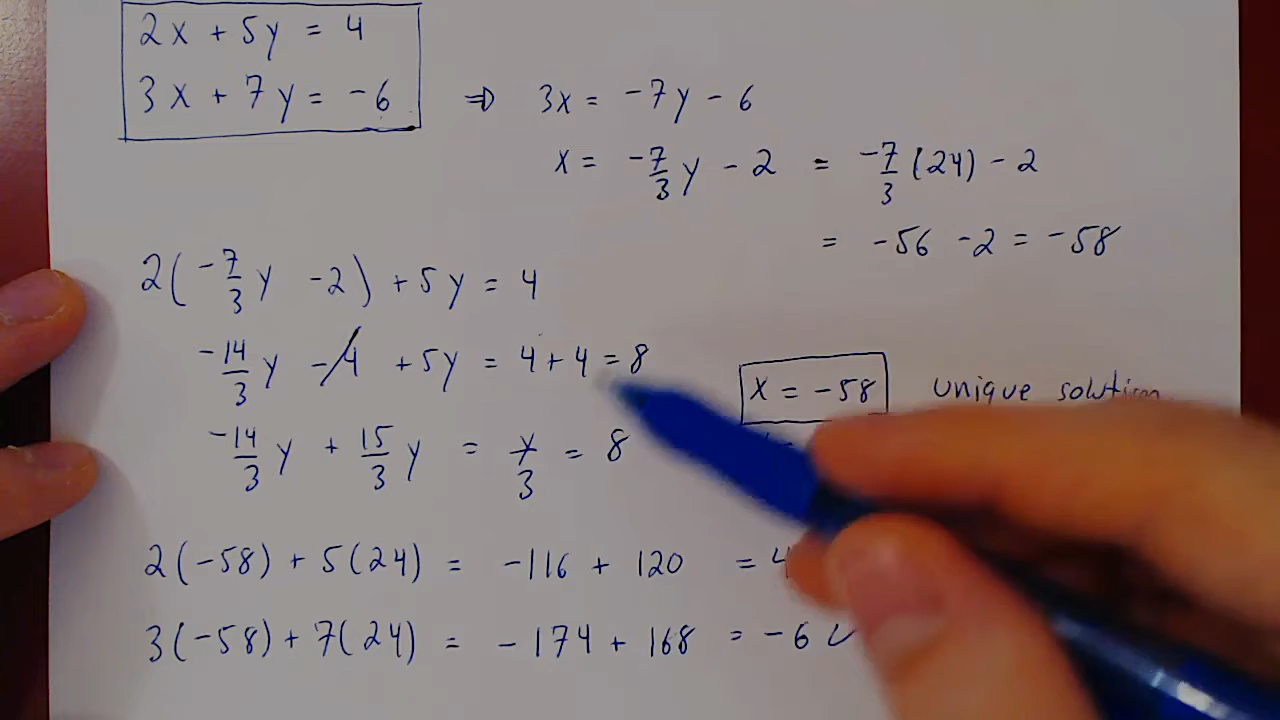 2x + 5y = 4
3x + 7y = -6 ⇒ 3x = -7y - 6
x = -7/3 y - 2 = -7/3 (24) - 2
= -56 - 2 = -58
2(-7/3 y - 2) + 5y = 4
-14/3 y - 4 + 5y = 4 + 4 = 8
x = -58 unique solution
-14/3 y + 15/3 y = y/3 = 8
2(-58) + 5(24) = -116 + 120 = 4
3(-58) + 7(24) = -174 + 168 = -6 ✓